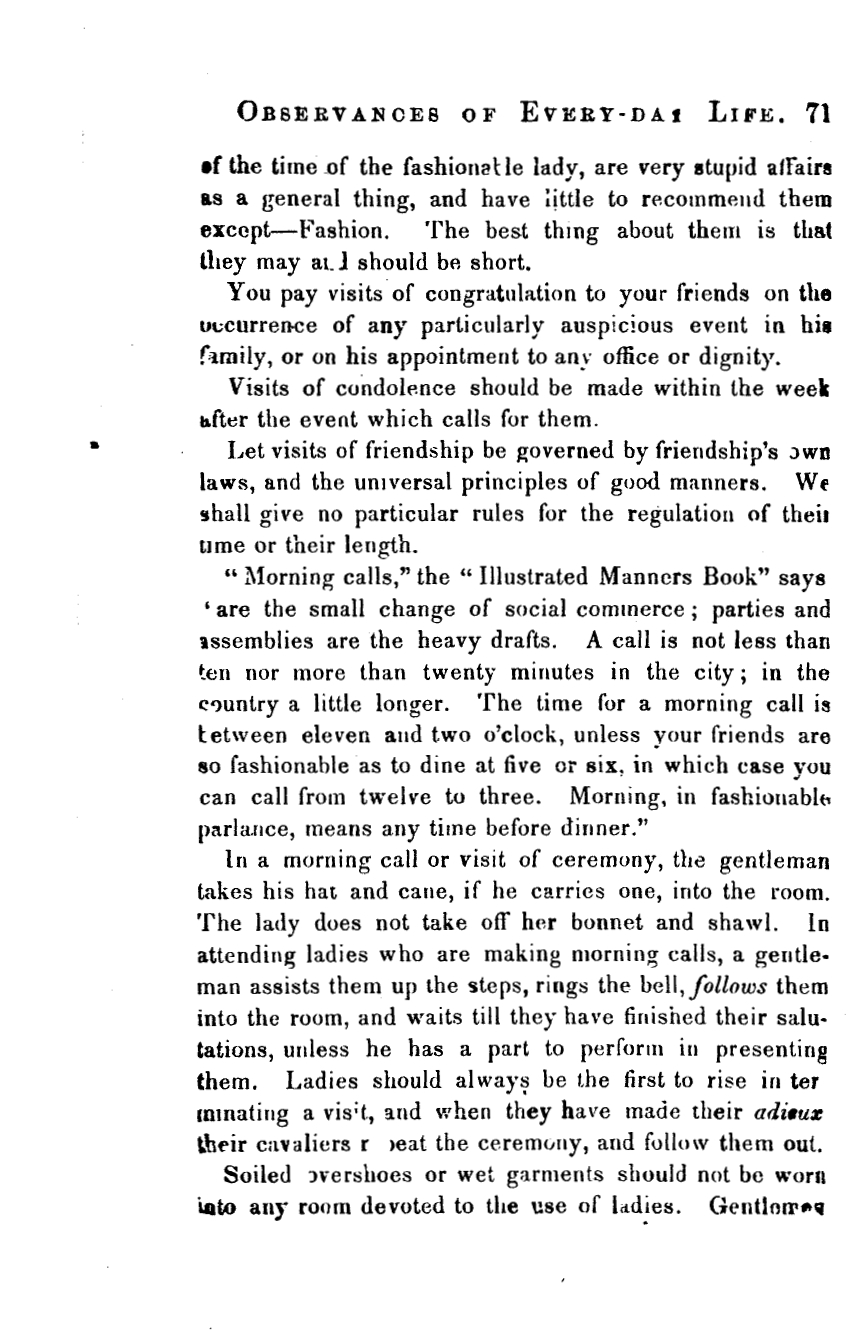 OBSERVANCES OF EVERY-DAY LIFE. 71
of the time of the fashionable lady, are very stupid affairs
as a general thing, and have little to recommend them
except—Fashion. The best thing about them is that
they may and should be short.
You pay visits of congratulation to your friends on the
occurrence of any particularly auspicious event in his
family, or on his appointment to any office or dignity.
Visits of condolence should be made within the week
after the event which calls for them.
Let visits of friendship be governed by friendship's own
laws, and the universal principles of good manners. We
shall give no particular rules for the regulation of their
time or their length.
“Morning calls,” the “Illustrated Manners Book” says
‘are the small change of social commerce; parties and
assemblies are the heavy drafts. A call is not less than
ten nor more than twenty minutes in the city; in the
country a little longer. The time for a morning call is
between eleven and two o'clock, unless your friends are
so fashionable as to dine at five or six, in which case you
can call from twelve to three. Morning, in fashionable
parlance, means any time before dinner.”
In a morning call or visit of ceremony, the gentleman
takes his hat and cane, if he carries one, into the room.
The lady does not take off her bonnet and shawl. In
attending ladies who are making morning calls, a gentle-
man assists them up the steps, rings the bell, follows them
into the room, and waits till they have finished their salu-
tations, unless he has a part to perform in presenting
them. Ladies should always be the first to rise in ter
minating a visit, and when they have made their adieux
their cavaliers repeat the ceremony, and follow them out.
Soiled overshoes or wet garments should not be worn
into any room devoted to the use of ladies. Gentlemen